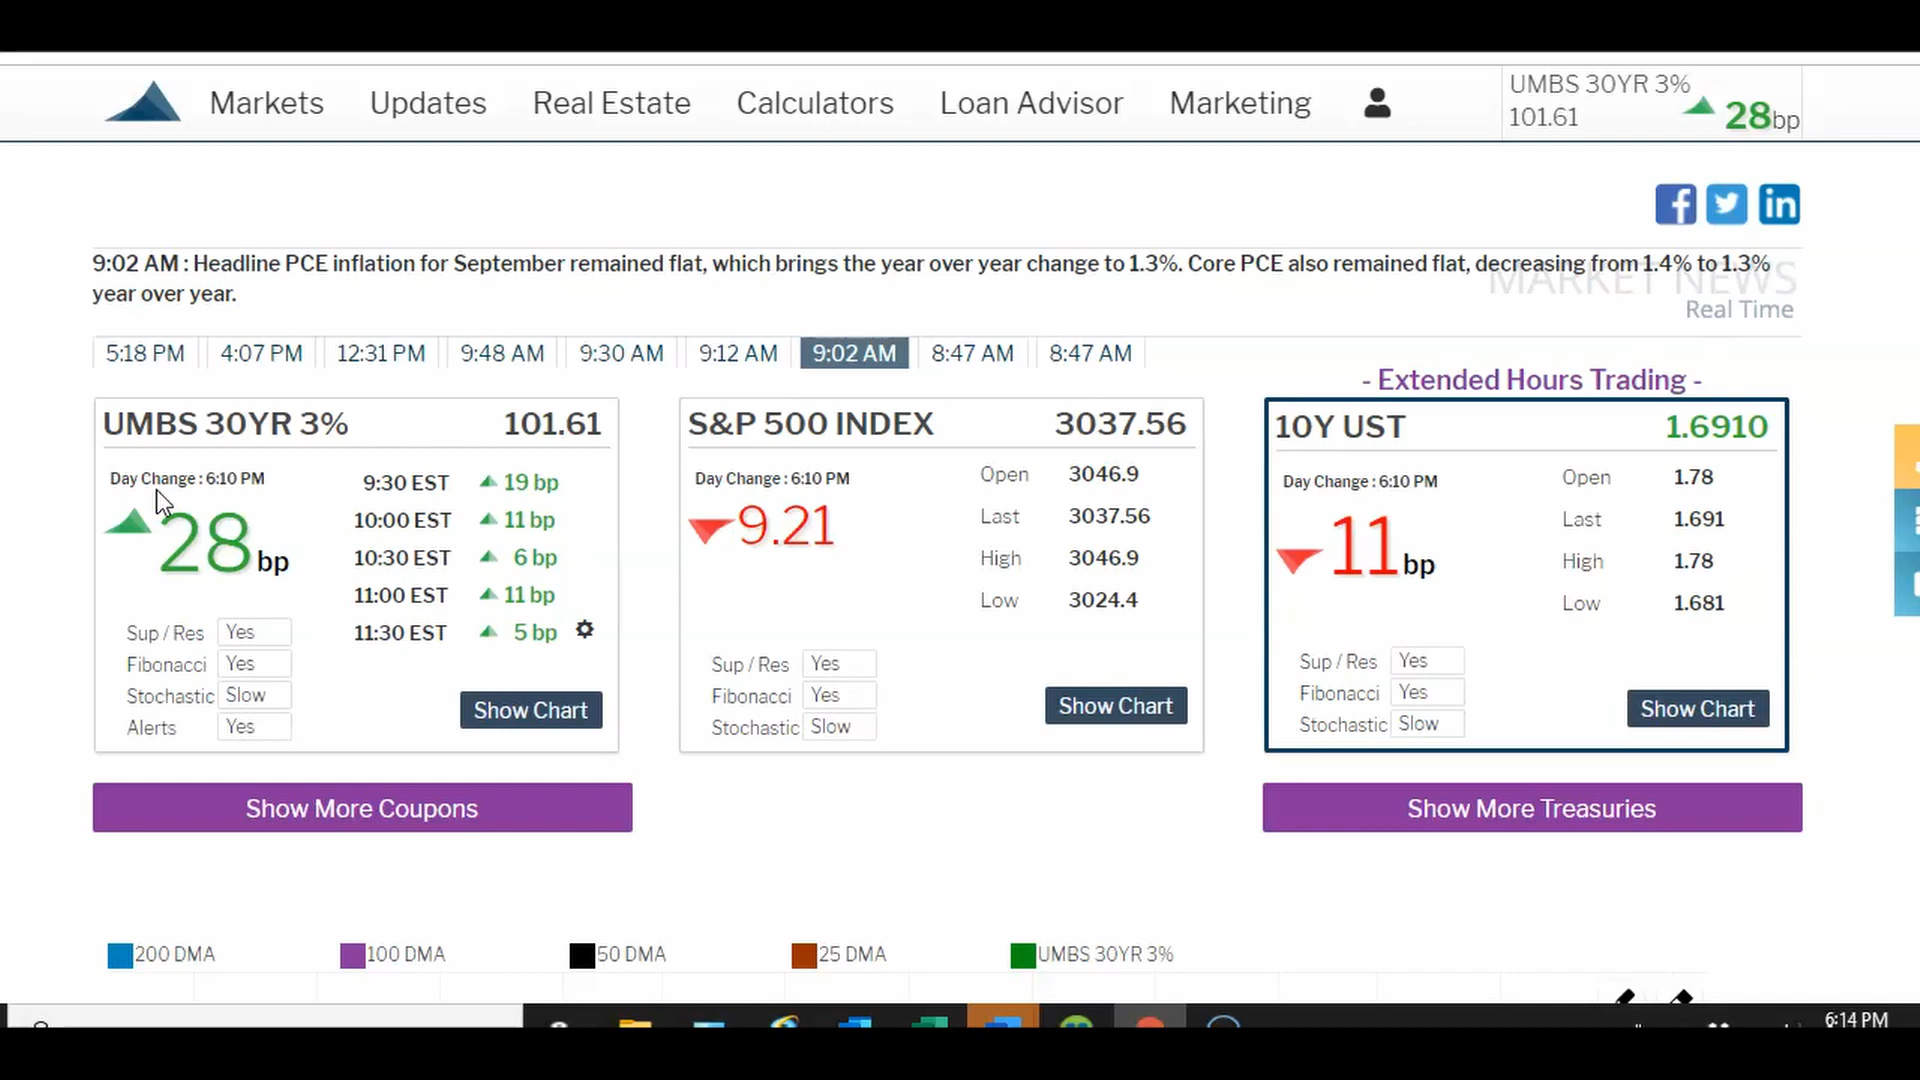 Markets Updates Real Estate Calculators Loan Advisor Marketing
UMBS 30YR 3%
101.61 28bp
9:02 AM : Headline PCE inflation for September remained flat, which brings the year over year change to 1.3%. Core PCE also remained flat, decreasing from 1.4% to 1.3%
year over year.
MARKET NEWS
Real Time
5:18 PM 4:07 PM 12:31 PM 9:48 AM 9:30 AM 9:12 AM 9:02 AM 8:47 AM 8:47 AM
- Extended Hours Trading -
UMBS 30YR 3% 101.61
Day Change : 6:10 PM
28 bp
9:30 EST 19 bp
10:00 EST 11 bp
10:30 EST 6 bp
11:00 EST 11 bp
11:30 EST 5 bp
Sup / Res Yes
Fibonacci Yes
Stochastic Slow
Alerts Yes
Show Chart
S&P 500 INDEX 3037.56
Day Change : 6:10 PM
9.21
Open 3046.9
Last 3037.56
High 3046.9
Low 3024.4
Sup / Res Yes
Fibonacci Yes
Stochastic Slow
Show Chart
10Y UST 1.6910
Day Change : 6:10 PM
11 bp
Open 1.78
Last 1.691
High 1.78
Low 1.681
Sup / Res Yes
Fibonacci Yes
Stochastic Slow
Show Chart
Show More Coupons
Show More Treasuries
200 DMA 100 DMA 50 DMA 25 DMA UMBS 30YR 3%
6:14 PM